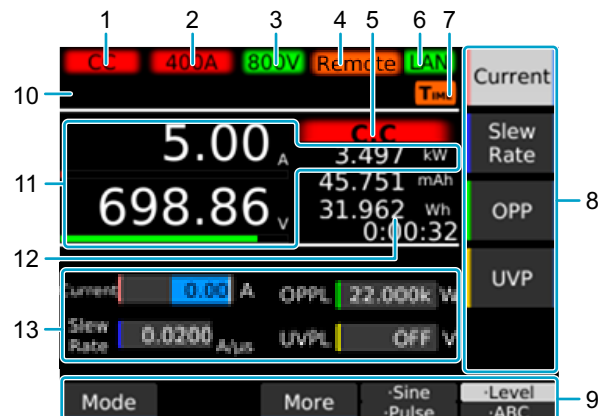 1 2 3 4 5 6 7
CC 400A 800V Remote LAN
10
TIME
Current
5.00 A
C.C
3.497 kW
Slew
Rate
11
45.751 mAh
8
698.86 V
31.962 Wh
OPP
0:00:32
12
UVP
Current 0.00 A OPPL 22.000k W
13
Slew
Rate 0.0200 A/µs UVPL OFF V
Mode More ·Sine
·Pulse ·Level
·ABC
9